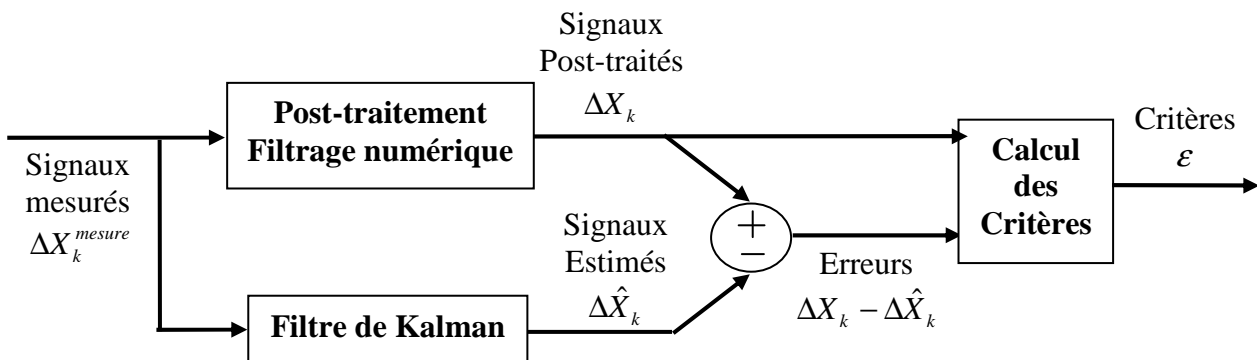 Signaux
Post-traités
ΔX_k
Post-traitement
Filtrage numérique
Signaux
mesurés
ΔX_k^{mesure}
Calcul
des
Critères
Critères
ε
+
−
Signaux
Estimés
ΔX̂_k
Erreurs
ΔX_k − ΔX̂_k
Filtre de Kalman